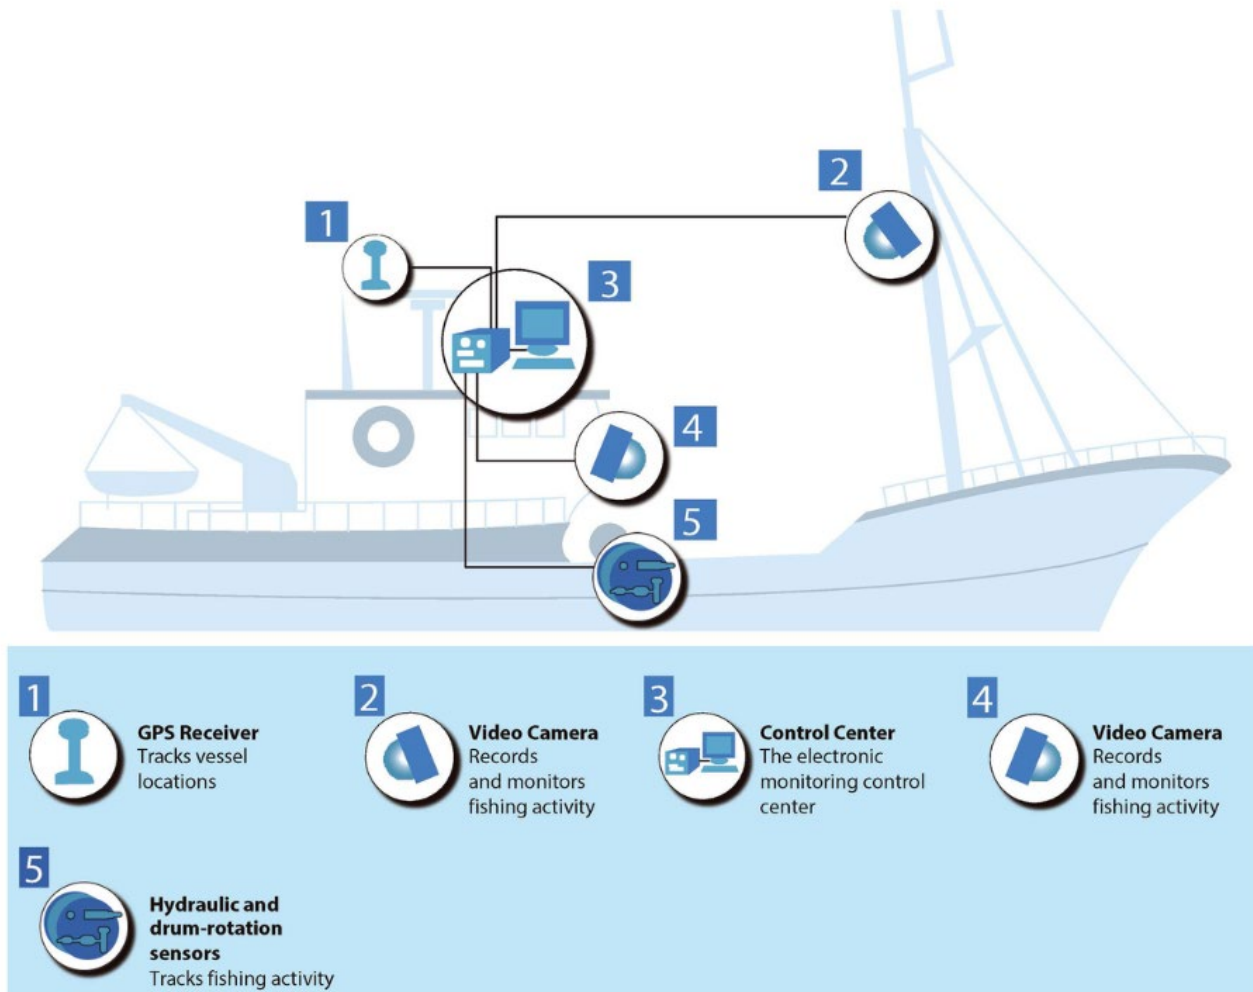 2
1
3
4
5
1
GPS Receiver
Tracks vessel
locations
2
Video Camera
Records
and monitors
fishing activity
3
Control Center
The electronic
monitoring control
center
4
Video Camera
Records
and monitors
fishing activity
5
Hydraulic and
drum-rotation
sensors
Tracks fishing activity